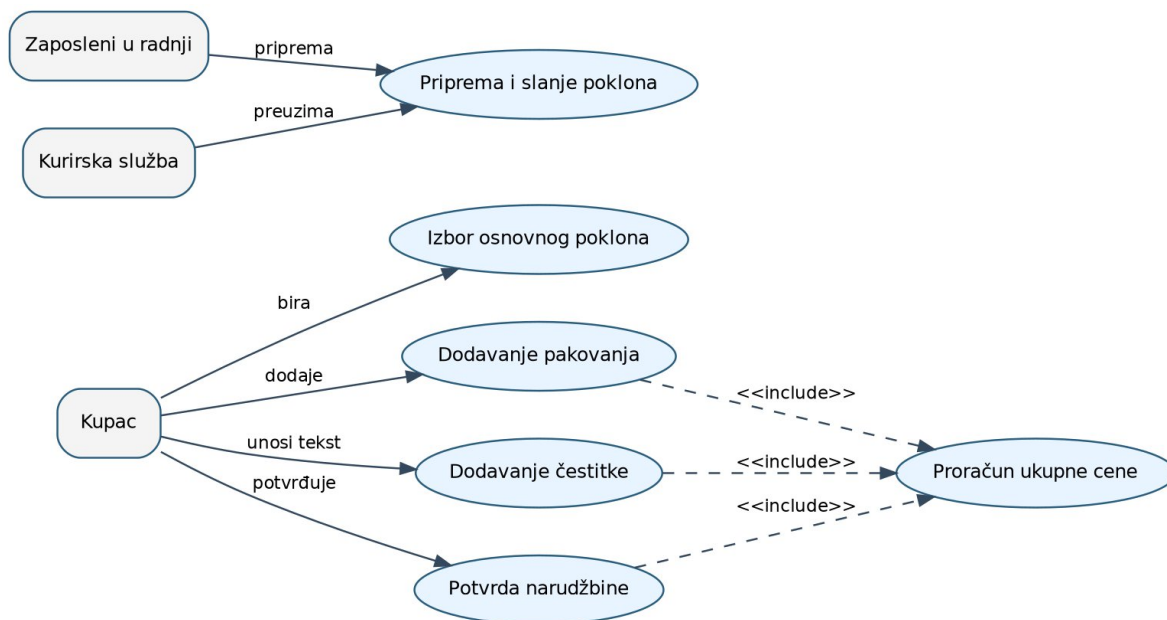 Zaposleni u radnji
priprema
Priprema i slanje poklona
preuzima
Kurirska služba
Izbor osnovnog poklona
bira
Dodavanje pakovanja
dodaje
<<include>>
Kupac
unosi tekst
Dodavanje čestitke
<<include>>
Proračun ukupne cene
potvrđuje
<<include>>
Potvrda narudžbine